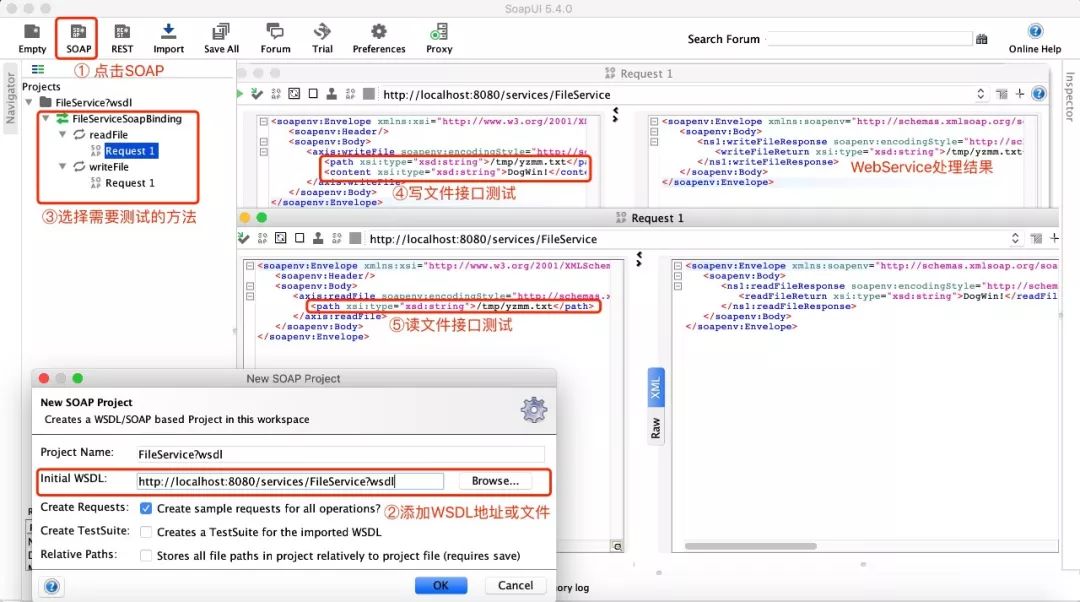 SoapUI 5.4.0
Empty SOAP REST Import Save All Forum Trial Preferences Proxy
Search Forum
Online Help
① 点击SOAP
Navigator
Projects
FileService?wsdl
FileServiceSoapBinding
readFile
Request 1
writeFile
Request 1
③选择需要测试的方法
Inspector
Request 1
http://localhost:8080/services/FileService
<soapenv:Envelope xmlns:xsi="http://www.w3.org/2001/X
<soapenv:Header/>
<soapenv:Body>
<axis:writeFile soapenv:encodingStyle="http://s
<path xsi:type="xsd:string">/tmp/yzmm.txt</pa
<content xsi:type="xsd:string">DogWin!</conte
</axis:writeFile>
</soapenv:Body>
</soapenv:Envelope>
④写文件接口测试
<soapenv:Envelope xmlns:soapenv="http://schemas.xmlsoap.org/s
<soapenv:Body>
<ns1:writeFileResponse soapenv:encodingStyle="http://sche
<writeFileReturn xsi:type="xsd:string">/tmp/yzmm.txt
</ns1:writeFileResponse>
</soapenv:Body>
</soapenv:Envelope>
WebService处理结果
Request 1
http://localhost:8080/services/FileService
<soapenv:Envelope xmlns:xsi="http://www.w3.org/2001/XMLSchem
<soapenv:Header/>
<soapenv:Body>
<axis:readFile soapenv:encodingStyle="http://schemas.x
<path xsi:type="xsd:string">/tmp/yzmm.txt</path>
</axis:readFile>
</soapenv:Body>
</soapenv:Envelope>
⑤读文件接口测试
<soapenv:Envelope xmlns:soapenv="http://schemas.xmlsoap.org/soa
<soapenv:Body>
<ns1:readFileResponse soapenv:encodingStyle="http://schem
<readFileReturn xsi:type="xsd:string">DogWin!</readFil
</ns1:readFileResponse>
</soapenv:Body>
</soapenv:Envelope>
XML
Raw
New SOAP Project
New SOAP Project
Creates a WSDL/SOAP based Project in this workspace
Project Name: FileService?wsdl
Initial WSDL: http://localhost:8080/services/FileService?wsdl Browse...
Create Requests: Create sample requests for all operations? ②添加WSDL地址或文件
Create TestSuite: Creates a TestSuite for the imported WSDL
Relative Paths: Stores all file paths in project relatively to project file (requires save)
OK Cancel
ory log